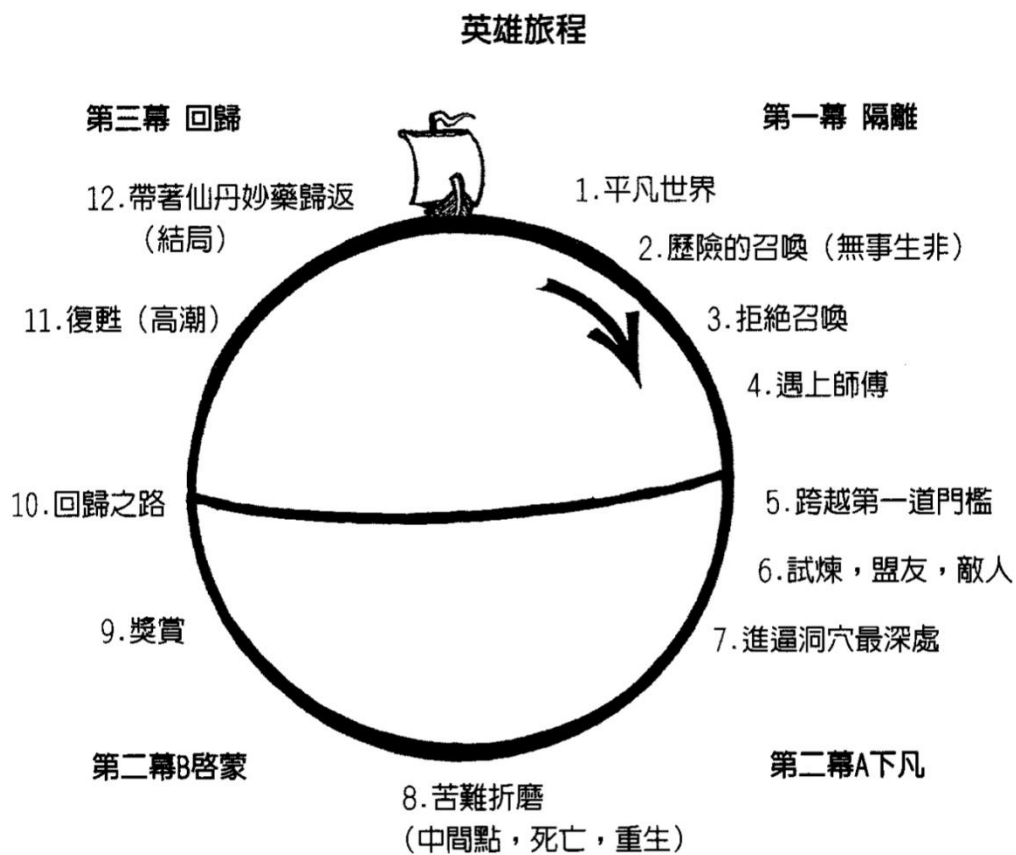 英雄旅程
第三幕 回歸
第一幕 隔離
1.平凡世界
2.歷險的召喚（無事生非）
3.拒絕召喚
4.遇上師傅
5.跨越第一道門檻
6.試煉，盟友，敵人
7.進逼洞穴最深處
第二幕A下凡
8.苦難折磨
（中間點，死亡，重生）
第二幕B啓蒙
9.獎賞
10.回歸之路
11.復甦（高潮）
12.帶著仙丹妙藥歸返
（結局）